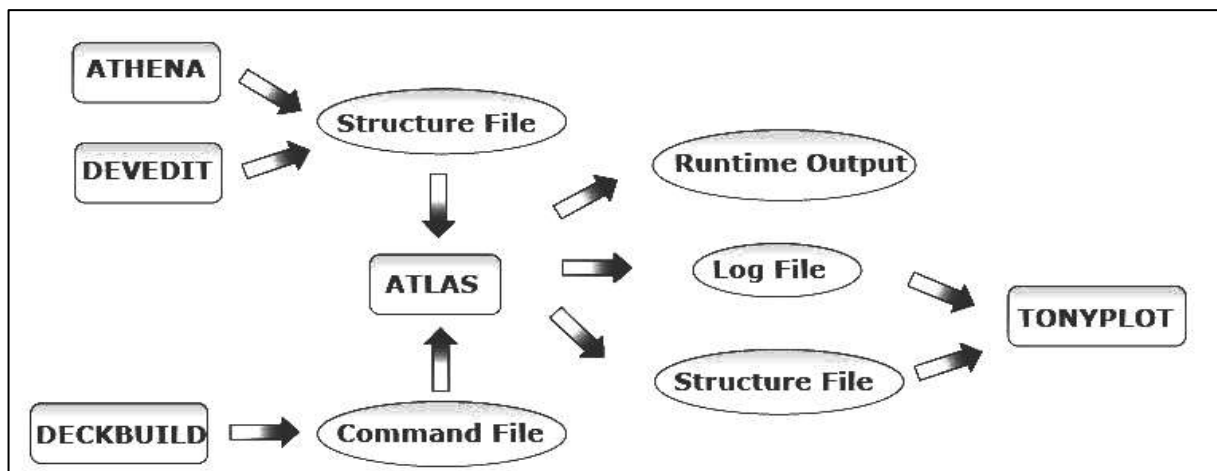 ATHENA
Structure File
DEVEDIT
Runtime Output
ATLAS
Log File
TONYPLOT
Structure File
DECKBUILD
Command File